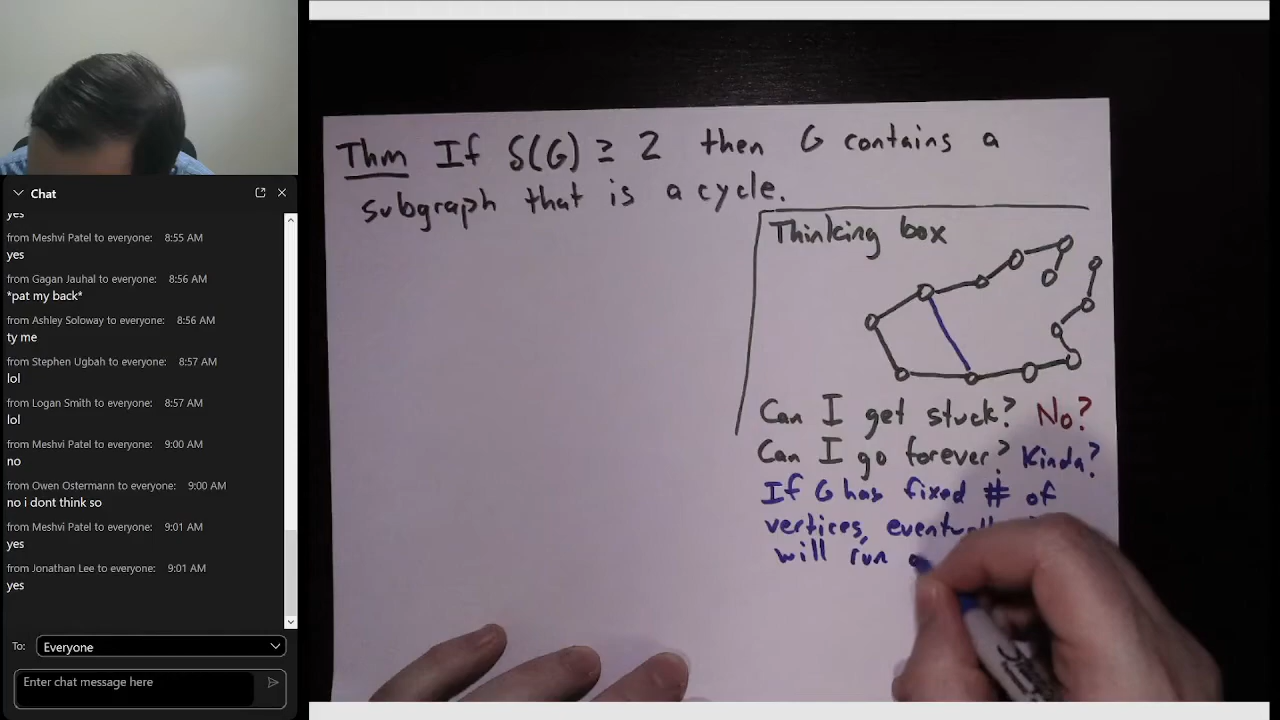 Chat
yes
from Meshvi Patel to everyone: 8:55 AM
yes
from Gagan Jauhal to everyone: 8:56 AM
*pat my back*
from Ashley Soloway to everyone: 8:56 AM
ty me
from Stephen Ugbah to everyone: 8:57 AM
lol
from Logan Smith to everyone: 8:57 AM
lol
from Meshvi Patel to everyone: 9:00 AM
no
from Owen Ostermann to everyone: 9:00 AM
no i dont think so
from Meshvi Patel to everyone: 9:01 AM
yes
from Jonathan Lee to everyone: 9:01 AM
yes
To: Everyone
Enter chat message here
Thm If δ(G) ≥ 2 then G contains a
subgraph that is a cycle.
Thinking box
Can I get stuck? No?
Can I go forever? Kinda?
If G has fixed # of
vertices, eventually
will run